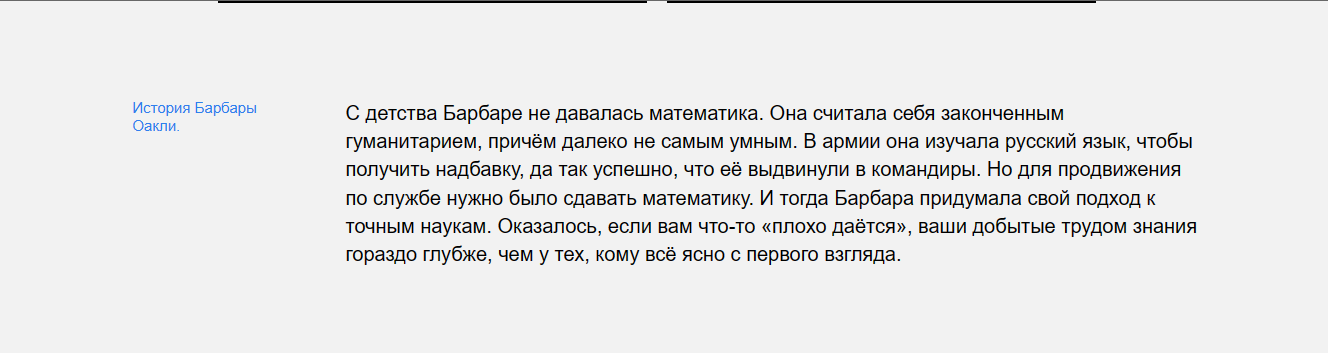 История Барбары
Оакли.
С детства Барбаре не давалась математика. Она считала себя законченным
гуманитарием, причём далеко не самым умным. В армии она изучала русский язык, чтобы
получить надбавку, да так успешно, что её выдвинули в командиры. Но для продвижения
по службе нужно было сдавать математику. И тогда Барбара придумала свой подход к
точным наукам. Оказалось, если вам что-то «плохо даётся», ваши добытые трудом знания
гораздо глубже, чем у тех, кому всё ясно с первого взгляда.